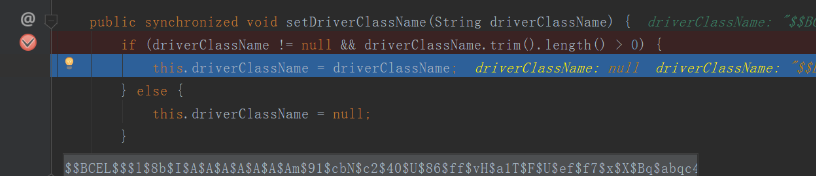 @
public synchronized void setDriverClassName(String driverClassName) { driverClassName: "$$BC
if (driverClassName != null && driverClassName.trim().length() > 0) {
this.driverClassName = driverClassName; driverClassName: null driverClassName: "$$B
} else {
this.driverClassName = null;
}
$$BCEL$$$l$8b$I$A$A$A$A$A$A$Am$91$cbN$c2$40$U$86$ff$vH$a1T$F$U$ef$f7$x$X$Bq$abqc4